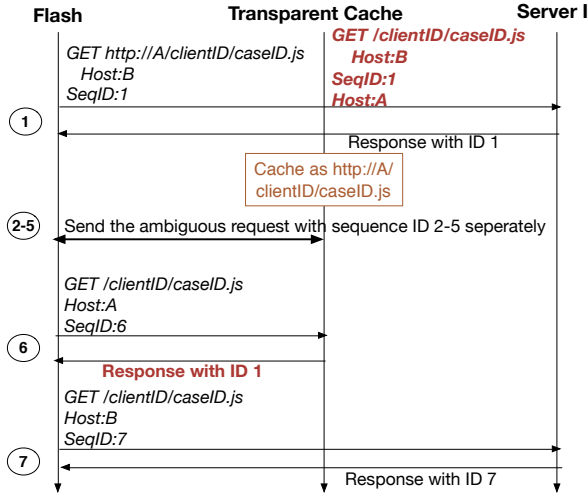 Flash
Transparent Cache
Server I
GET http://A/clientID/caseID.js
Host:B
SeqID:1
GET /clientID/caseID.js
Host:B
SeqID:1
Host:A
1
Response with ID 1
Cache as http://A/
clientID/caseID.js
2-5
Send the ambiguous request with sequence ID 2-5 seperately
GET /clientID/caseID.js
Host:A
SeqID:6
6
Response with ID 1
GET /clientID/caseID.js
Host:B
SeqID:7
7
Response with ID 7